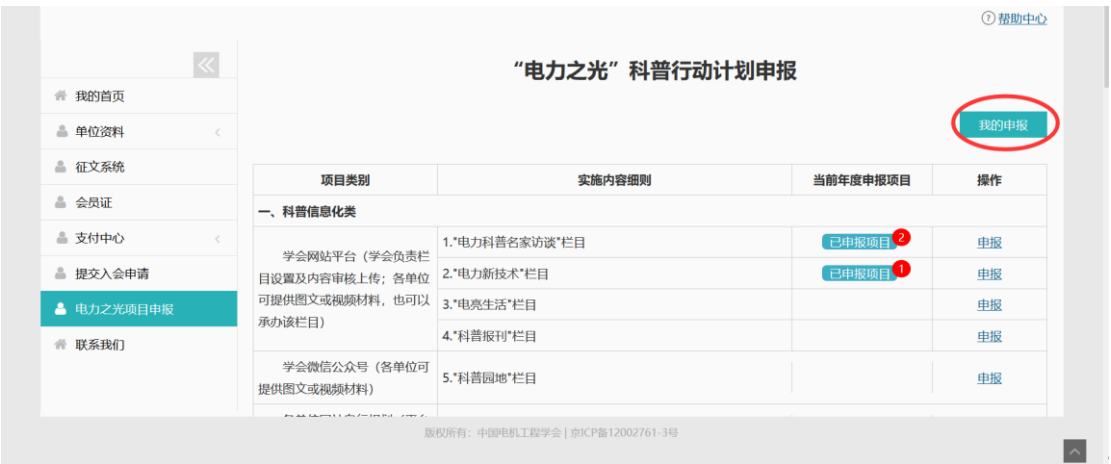 帮助中心
"电力之光"科普行动计划申报
我的首页
我的申报
单位资料
征文系统
项目类别 实施内容细则 当前年度申报项目 操作
会员证
一、科普信息化类
支付中心
1."电力科普名家访谈"栏目 已申报项目 2 申报
学会网站平台（学会负责栏
提交入会申请
目设置及内容审核上传；各单位
2."电力新技术"栏目 已申报项目 1 申报
可提供图文或视频材料，也可以
3."电亮生活"栏目 申报
电力之光项目申报
承办该栏目）
4."科普报刊"栏目 申报
联系我们
学会微信公众号（各单位可
提供图文或视频材料）
5."科普园地"栏目 申报
版权所有：中国电机工程学会 | 京ICP备12002761-3号